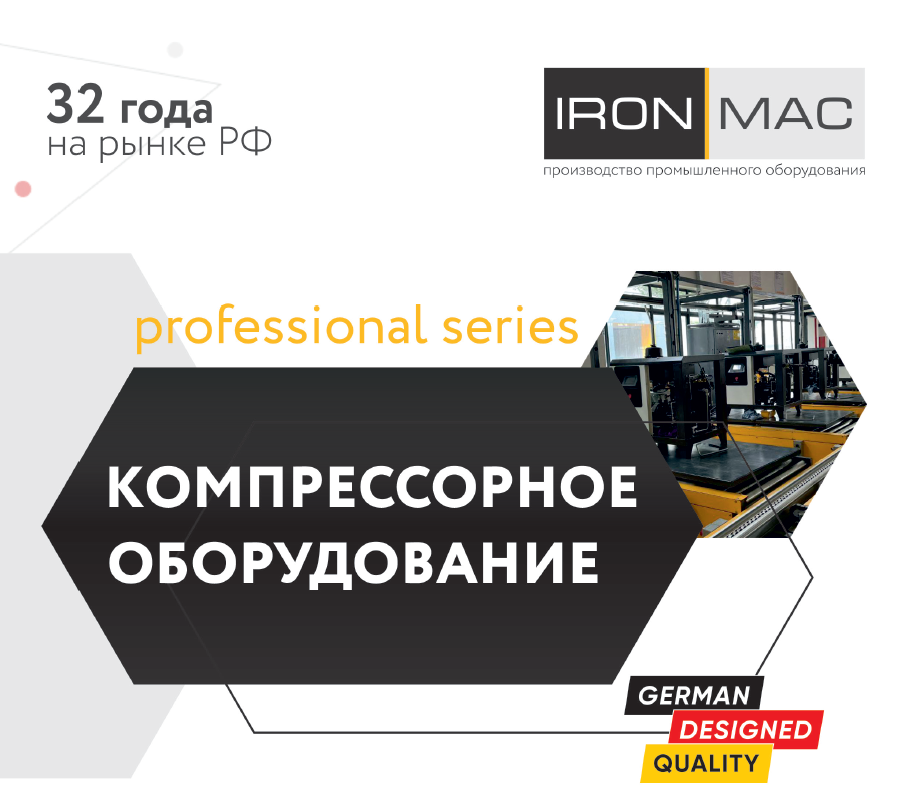 32 года
на рынке РФ
IRON MAC
производство промышленного оборудования
professional series
КОМПРЕССОРНОЕ
ОБОРУДОВАНИЕ
GERMAN
DESIGNED
QUALITY